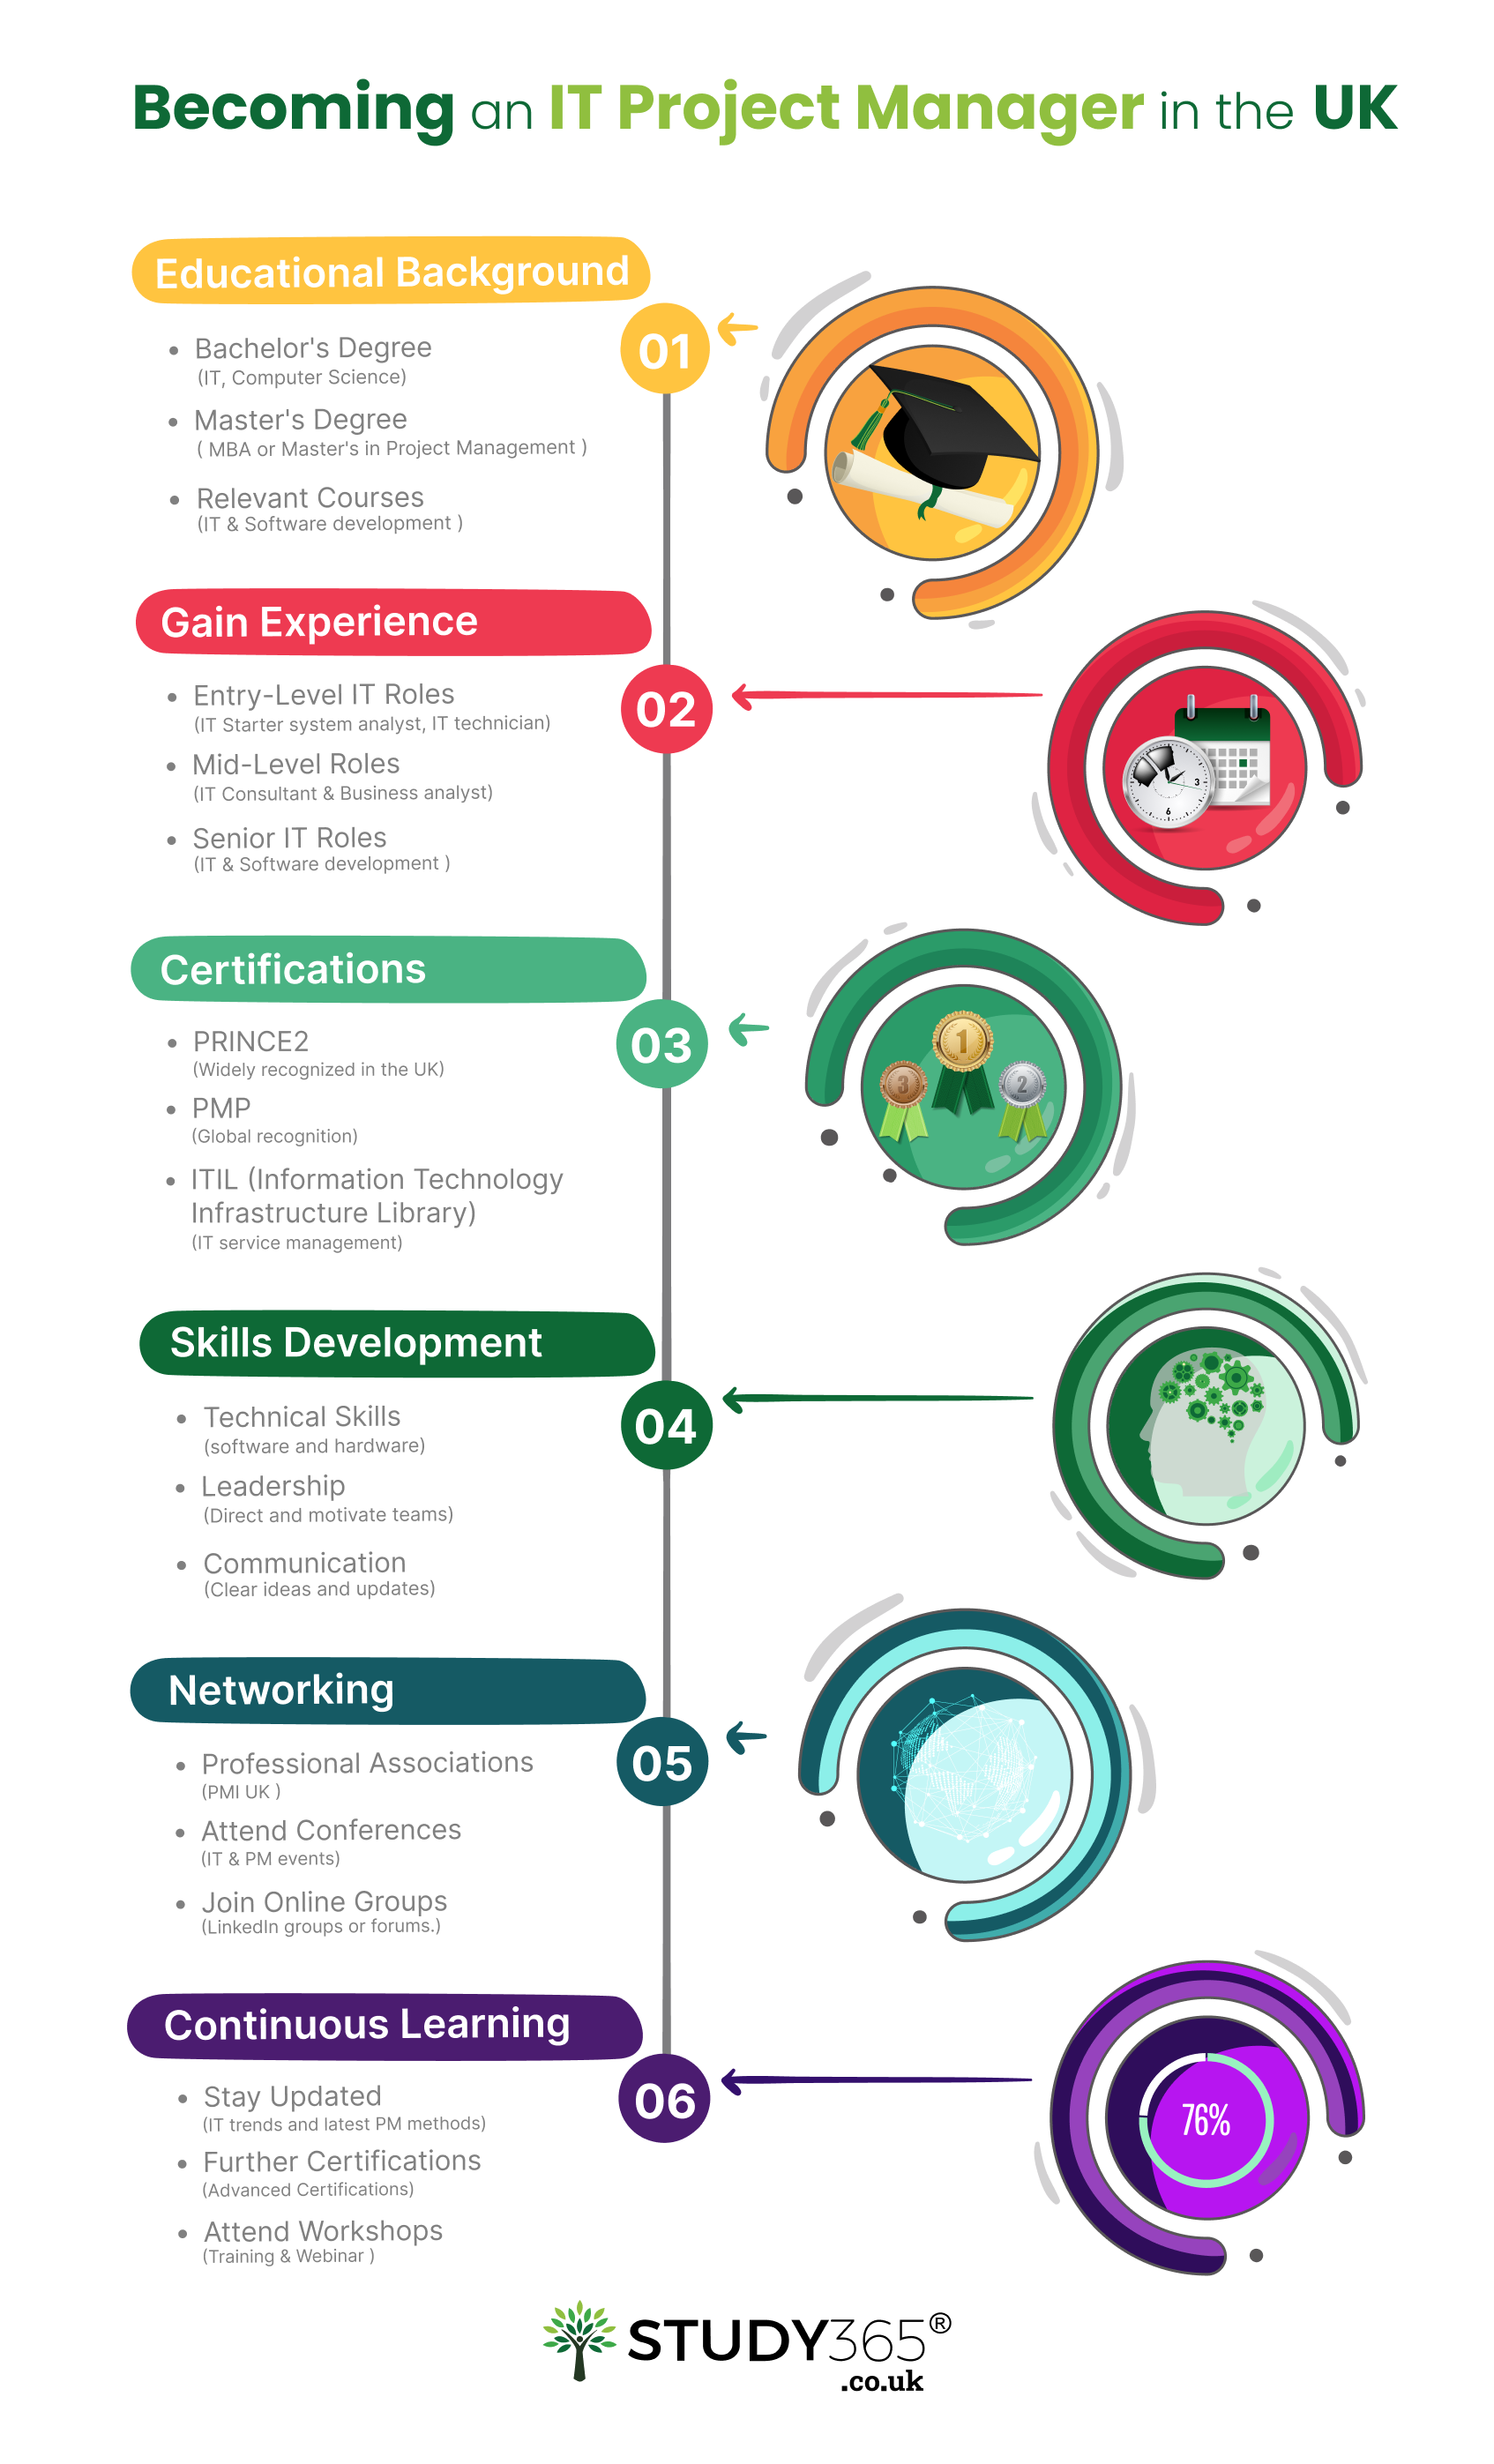 Becoming an IT Project Manager in the UK
Educational Background
01
• Bachelor's Degree
(IT, Computer Science)
• Master's Degree
( MBA or Master's in Project Management )
• Relevant Courses
(IT & Software development )
Gain Experience
02
• Entry-Level IT Roles
(IT Starter system analyst, IT technician)
• Mid-Level Roles
(IT Consultant & Business analyst)
• Senior IT Roles
(IT & Software development )
3
6
Certifications
03
• PRINCE2
(Widely recognized in the UK)
• PMP
(Global recognition)
• ITIL (Information Technology
Infrastructure Library)
(IT service management)
1
3
2
Skills Development
04
• Technical Skills
(software and hardware)
• Leadership
(Direct and motivate teams)
• Communication
(Clear ideas and updates)
Networking
05
• Professional Associations
(PMI UK )
• Attend Conferences
(IT & PM events)
• Join Online Groups
(LinkedIn groups or forums.)
Continuous Learning
06
• Stay Updated
(IT trends and latest PM methods)
• Further Certifications
(Advanced Certifications)
• Attend Workshops
(Training & Webinar )
76%
STUDY365®
.co.uk